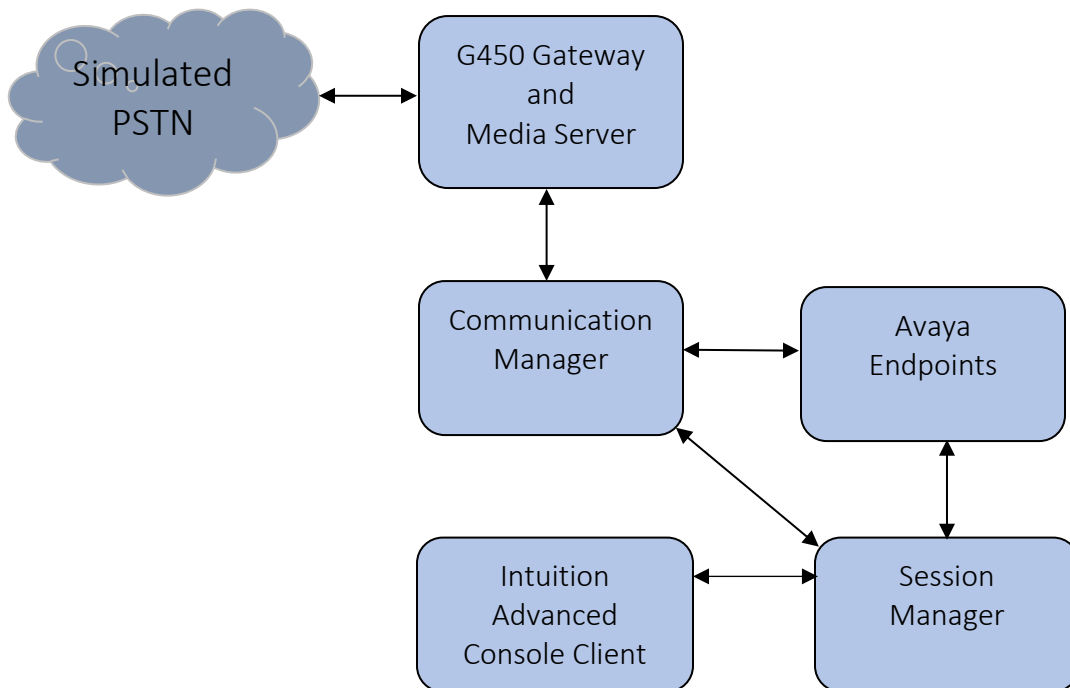 Simulated
PSTN
G450 Gateway
and
Media Server
Communication
Manager
Avaya
Endpoints
Intuition
Advanced
Console Client
Session
Manager